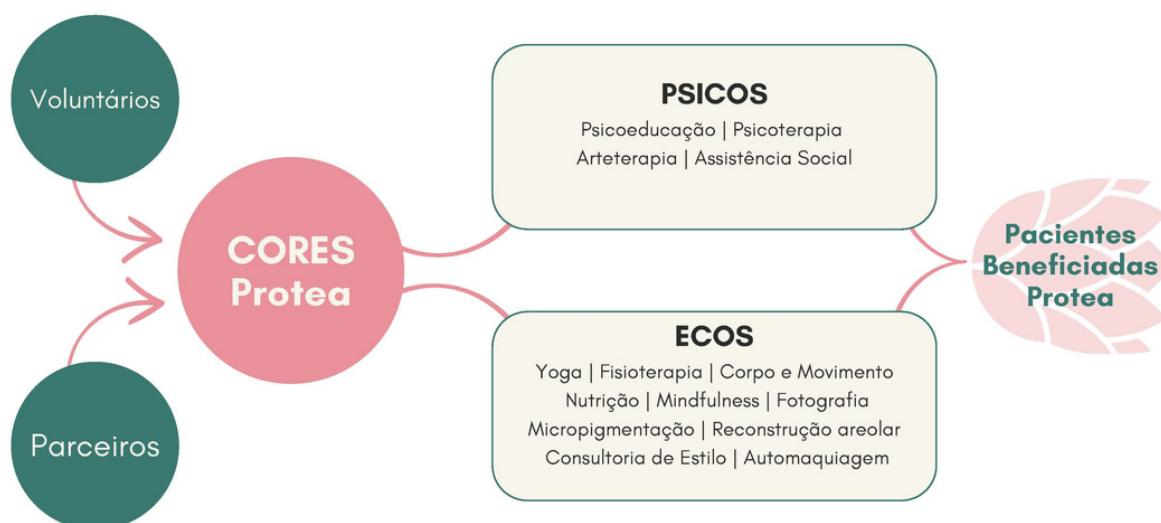 Voluntários
Parceiros
CORES
Protea
PSICOS
Psicoeducação | Psicoterapia
Arteterapia | Assistência Social
ECOS
Yoga | Fisioterapia | Corpo e Movimento
Nutrição | Mindfulness | Fotografia
Micropigmentação | Reconstrução areolar
Consultoria de Estilo | Automaquiagem
Pacientes
Beneficiadas
Protea